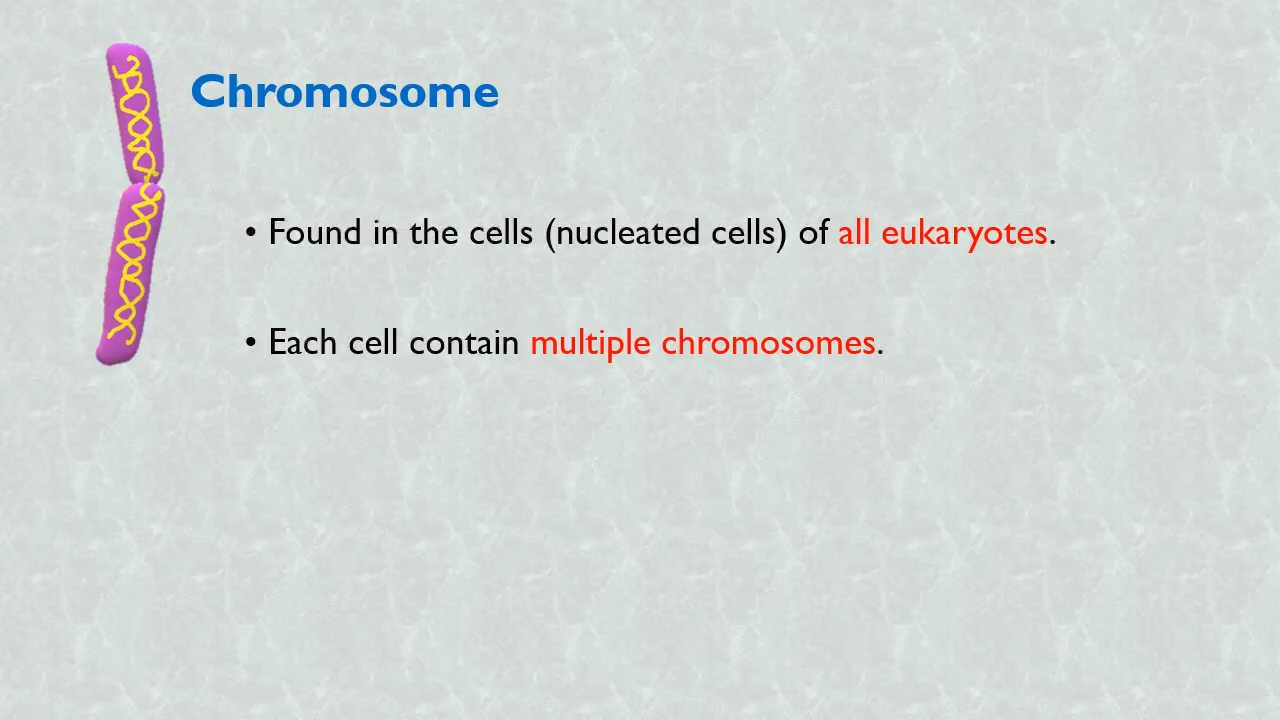 Chromosome
• Found in the cells (nucleated cells) of all eukaryotes.
• Each cell contain multiple chromosomes.